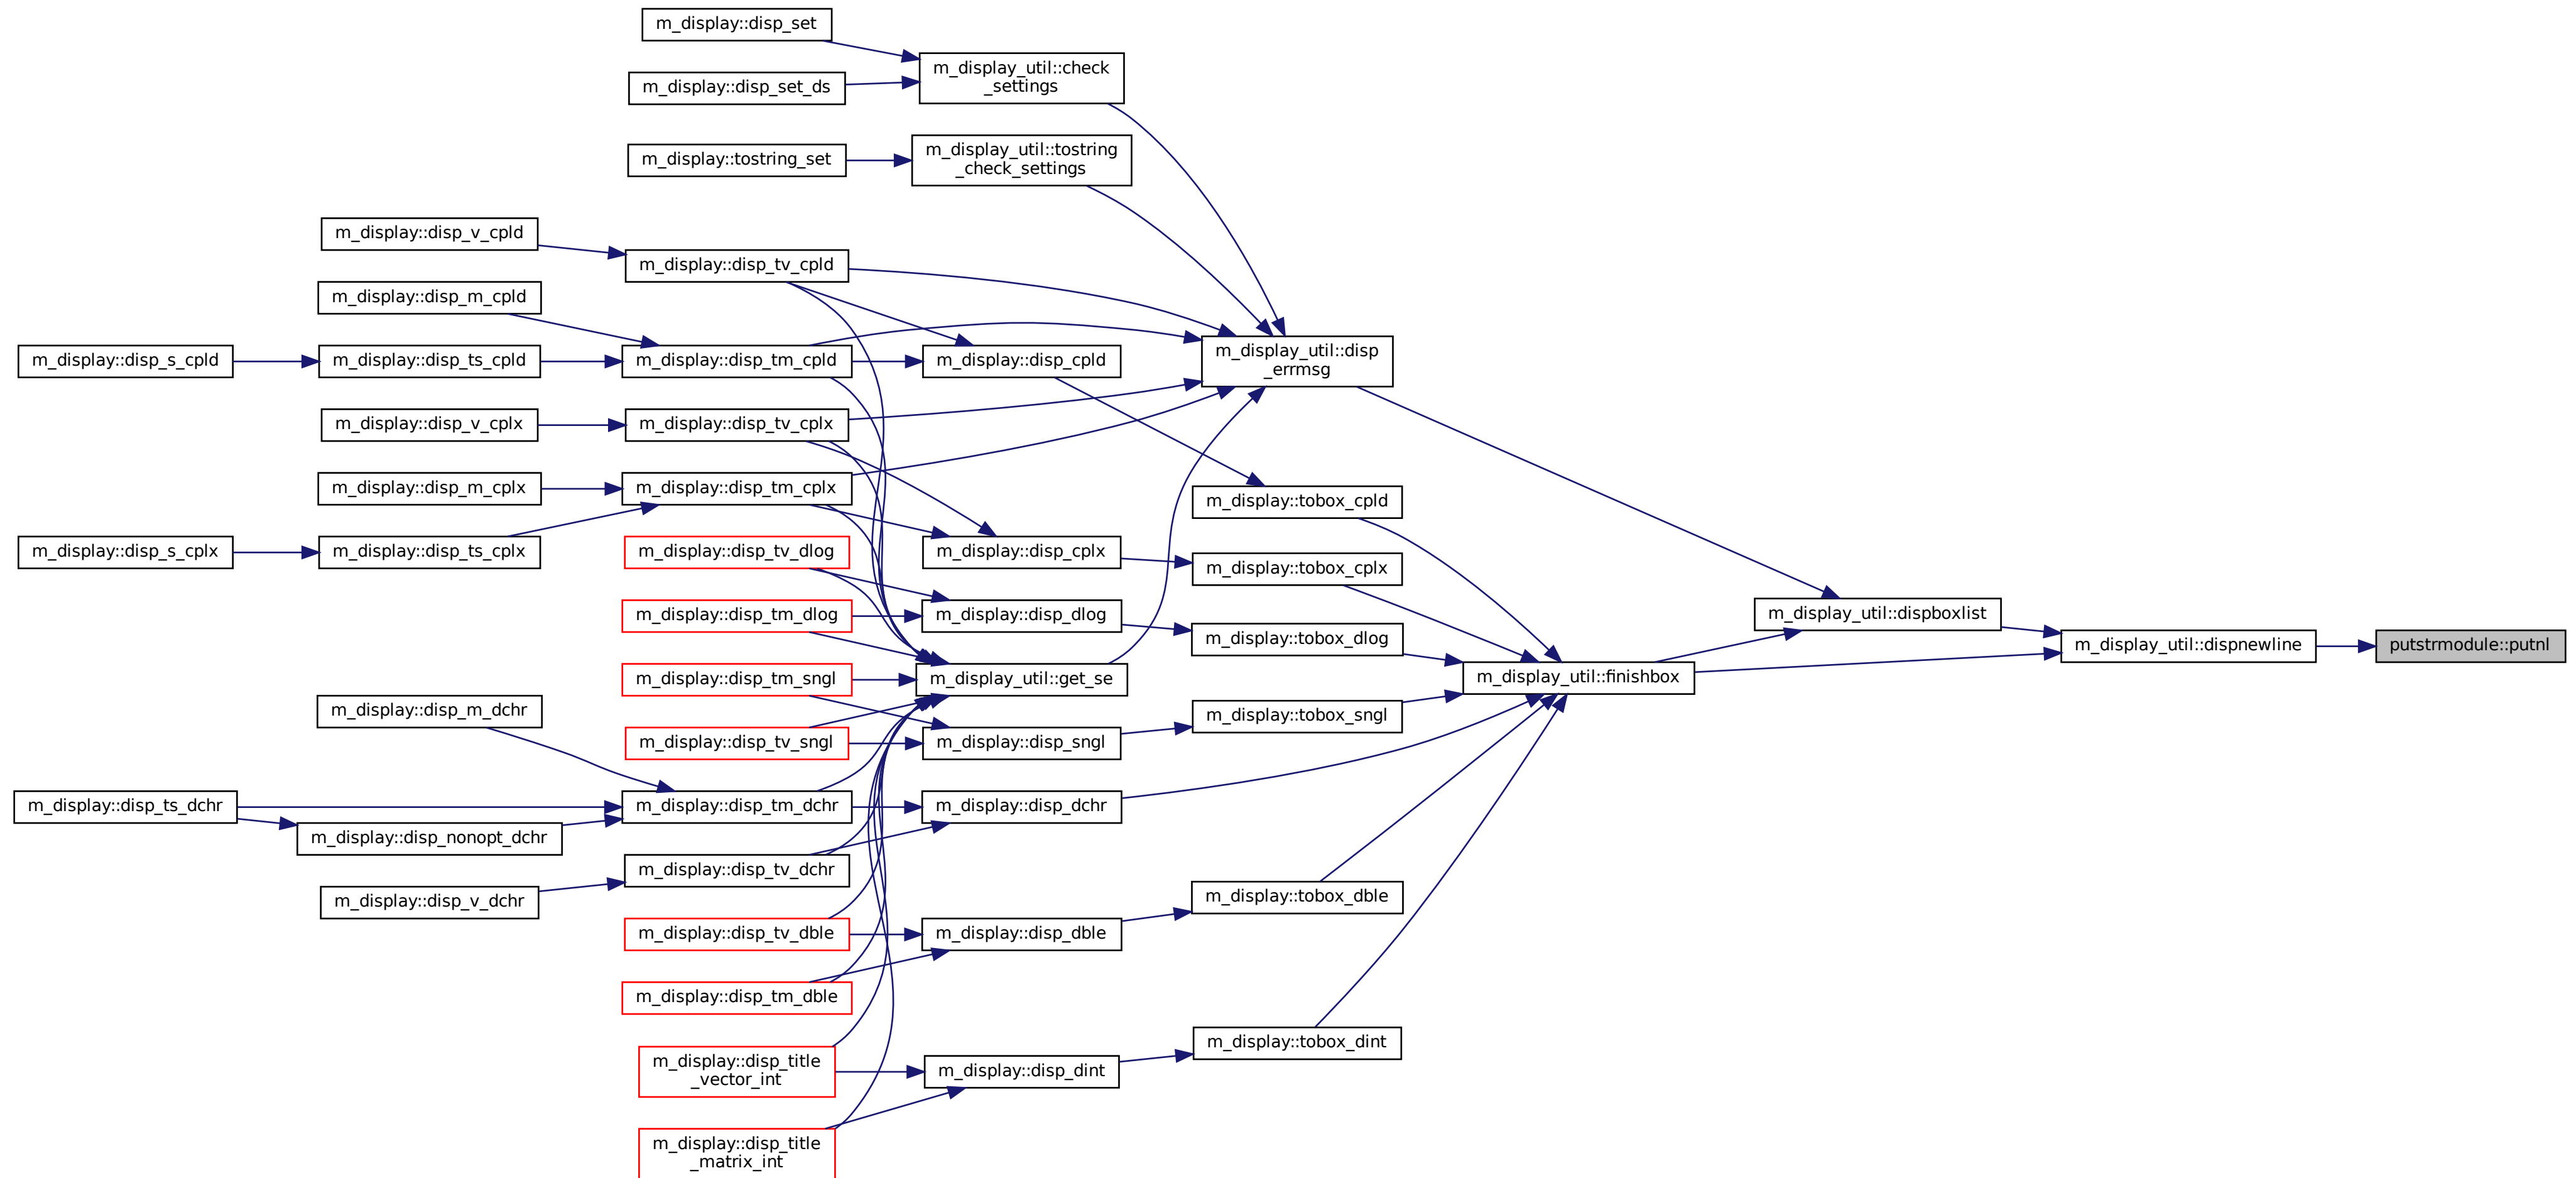 m_display::disp_set
m_display_util::check
_settings
m_display::disp_set_ds
m_display_util::tostring
_check_settings
m_display::tostring_set
m_display::disp_v_cpld
m_display::disp_tv_cpld
m_display::disp_m_cpld
m_display::disp_s_cpld
m_display::disp_ts_cpld
m_display::disp_tm_cpld
m_display::disp_cpld
m_display_util::disp
_errmsg
m_display::disp_v_cplx
m_display::disp_tv_cplx
m_display::disp_m_cplx
m_display::disp_tm_cplx
m_display::tobox_cpld
m_display::disp_s_cplx
m_display::disp_ts_cplx
m_display::disp_tv_dlog
m_display::disp_cplx
m_display::tobox_cplx
m_display::disp_tm_dlog
m_display::disp_dlog
m_display::tobox_dlog
m_display_util::dispboxlist
m_display_util::dispnewline
putstrmodule::putnl
m_display::disp_tm_sngl
m_display_util::get_se
m_display_util::finishbox
m_display::disp_m_dchr
m_display::disp_tv_sngl
m_display::disp_sngl
m_display::tobox_sngl
m_display::disp_ts_dchr
m_display::disp_tm_dchr
m_display::disp_dchr
m_display::disp_nonopt_dchr
m_display::disp_tv_dchr
m_display::disp_v_dchr
m_display::tobox_dble
m_display::disp_tv_dble
m_display::disp_dble
m_display::disp_tm_dble
m_display::tobox_dint
m_display::disp_title
_vector_int
m_display::disp_dint
m_display::disp_title
_matrix_int